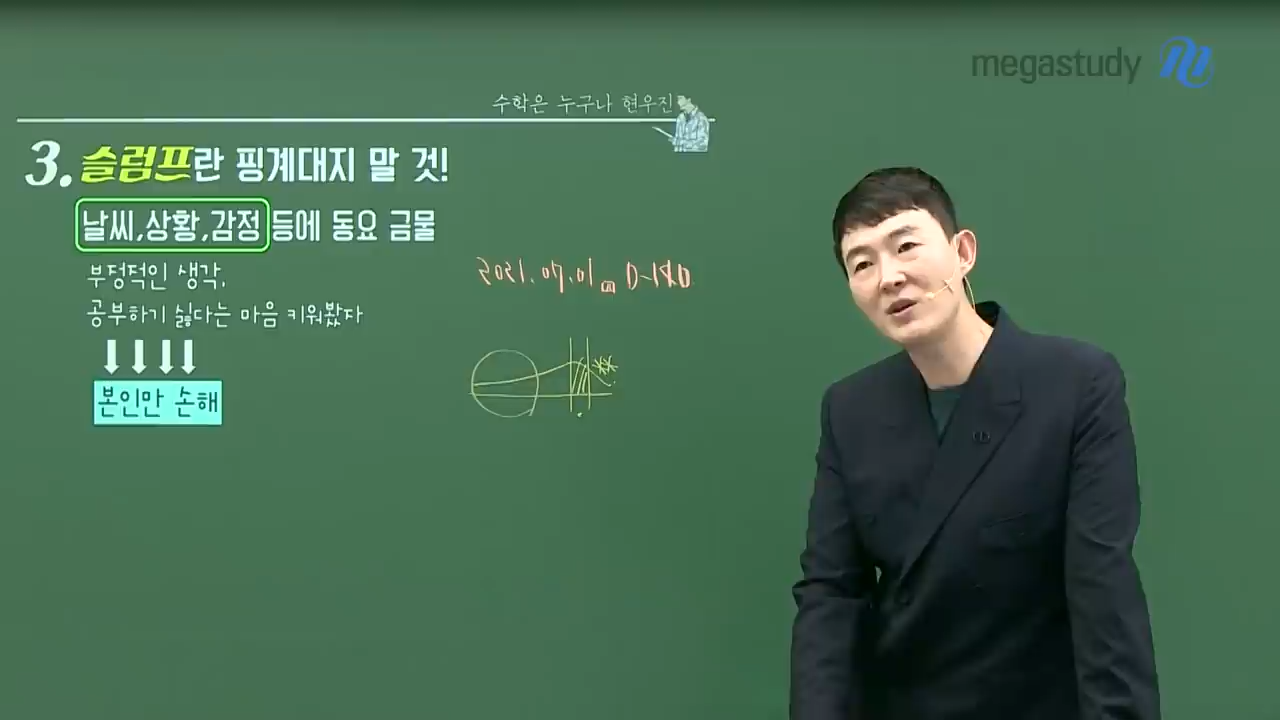 megastudy
수학은 누구나 현우진
3. 슬럼프란 핑계대지 말 것!
날씨,상황,감정 등에 동요 금물
부정적인 생각,
공부하기 싫다는 마음 키워봤자
본인만 손해
2021.07.01 D-140